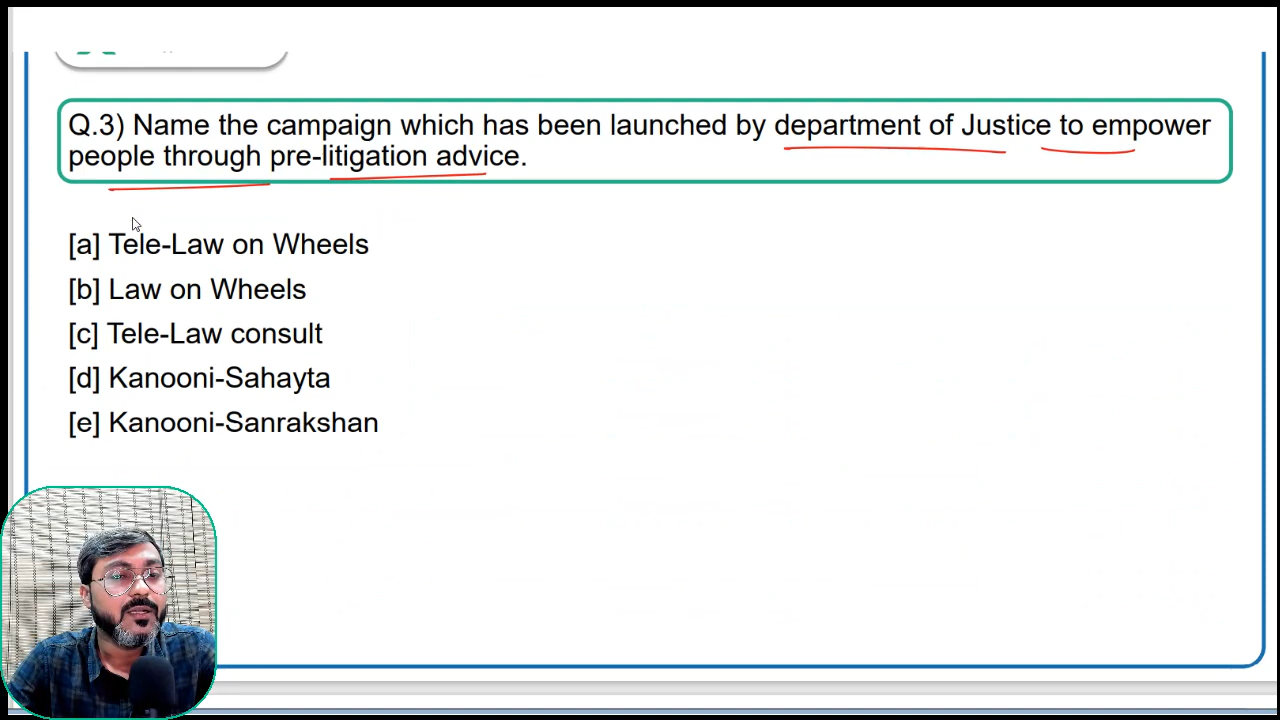 Q.3) Name the campaign which has been launched by department of Justice to empower
people through pre-litigation advice.
[a] Tele-Law on Wheels
[b] Law on Wheels
[c] Tele-Law consult
[d] Kanooni-Sahayta
[e] Kanooni-Sanrakshan